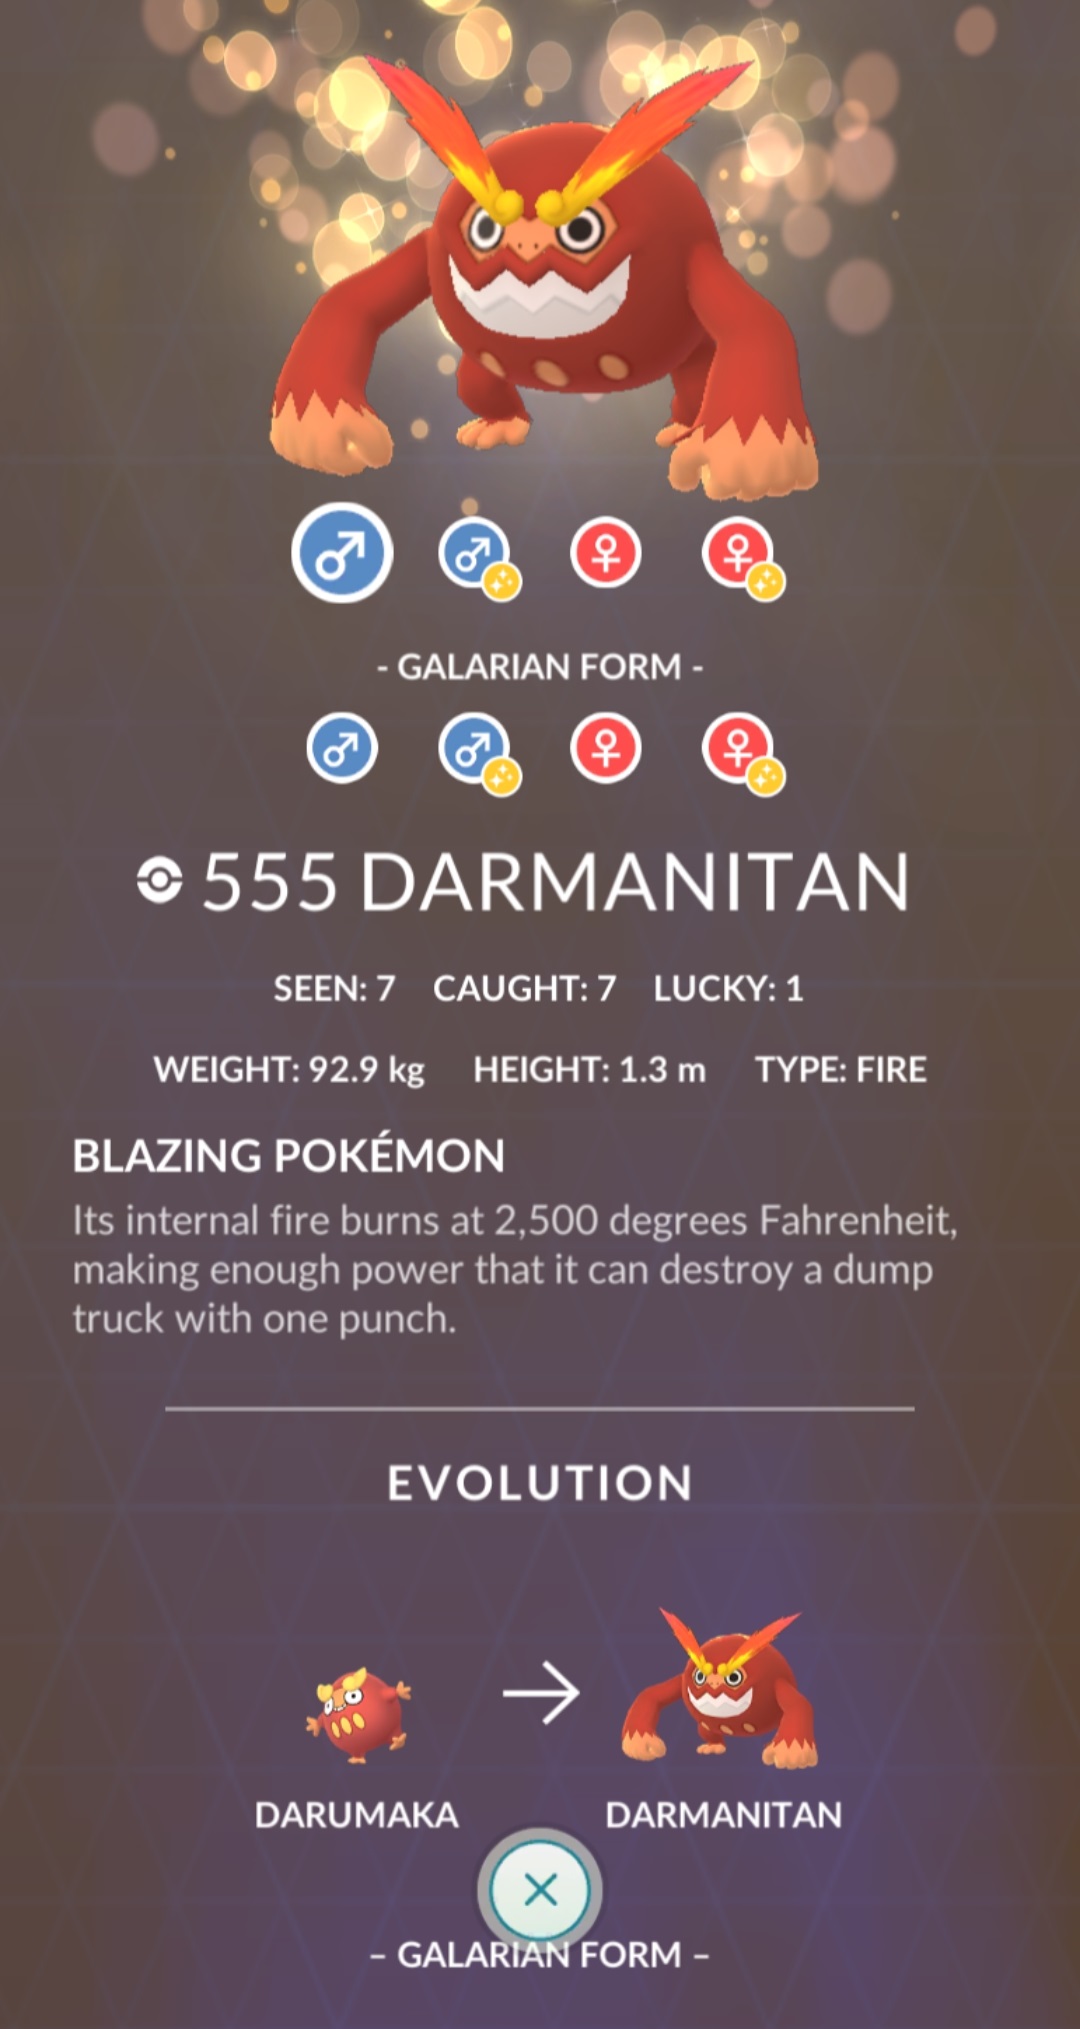 - GALARIAN FORM -
555 DARMANITAN
SEEN: 7 CAUGHT: 7 LUCKY: 1
WEIGHT: 92.9 kg HEIGHT: 1.3 m TYPE: FIRE
BLAZING POKÉMON
Its internal fire burns at 2,500 degrees Fahrenheit,
making enough power that it can destroy a dump
truck with one punch.
EVOLUTION
DARUMAKA DARMANITAN
– GALARIAN FORM –